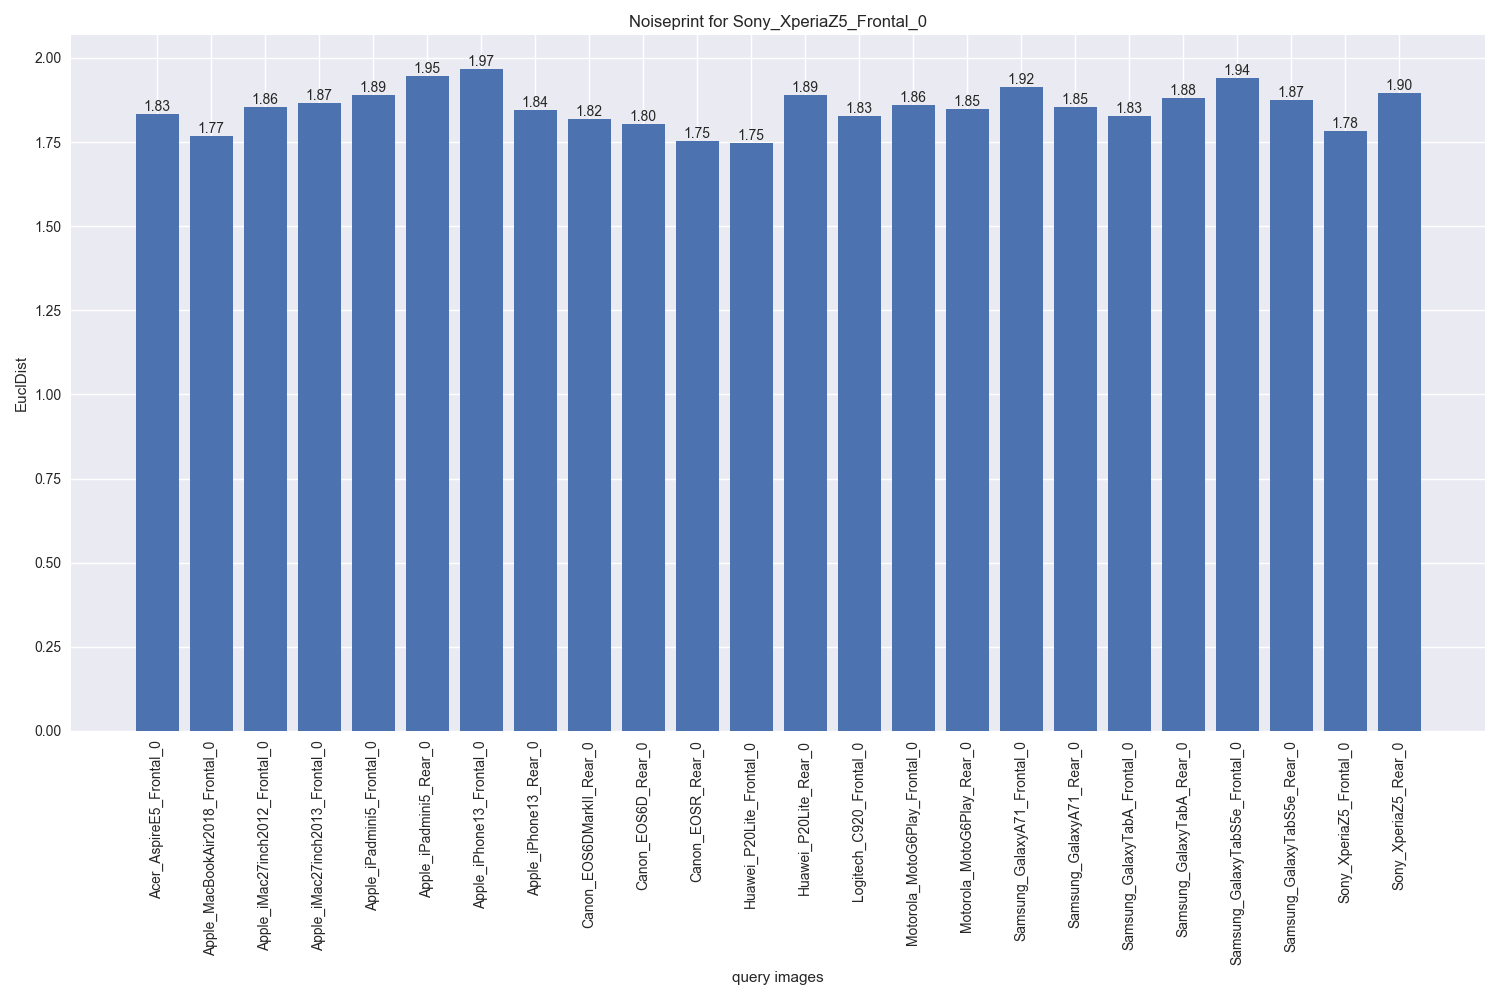 Noiseprint for Sony_XperiaZ5_Frontal_0
EuclDist
2.00
1.75
1.50
1.25
1.00
0.75
0.50
0.25
0.00
1.83
1.77
1.86
1.87
1.89
1.95
1.97
1.84
1.82
1.80
1.75
1.75
1.89
1.83
1.86
1.85
1.92
1.85
1.83
1.88
1.94
1.87
1.78
1.90
Acer_AspireE5_Frontal_0
Apple_MacBookAir2018_Frontal_0
Apple_iMac27inch2012_Frontal_0
Apple_iMac27inch2013_Frontal_0
Apple_iPadmini5_Frontal_0
Apple_iPadmini5_Rear_0
Apple_iPhone13_Frontal_0
Apple_iPhone13_Rear_0
Canon_EOS6DMarkII_Rear_0
Canon_EOS6D_Rear_0
Canon_EOSR_Rear_0
Huawei_P20Lite_Frontal_0
Huawei_P20Lite_Rear_0
Logitech_C920_Frontal_0
Motorola_MotoG6Play_Frontal_0
Motorola_MotoG6Play_Rear_0
Samsung_GalaxyA71_Frontal_0
Samsung_GalaxyA71_Rear_0
Samsung_GalaxyTabA_Frontal_0
Samsung_GalaxyTabA_Rear_0
Samsung_GalaxyTabS5e_Frontal_0
Samsung_GalaxyTabS5e_Rear_0
Sony_XperiaZ5_Frontal_0
Sony_XperiaZ5_Rear_0
query images